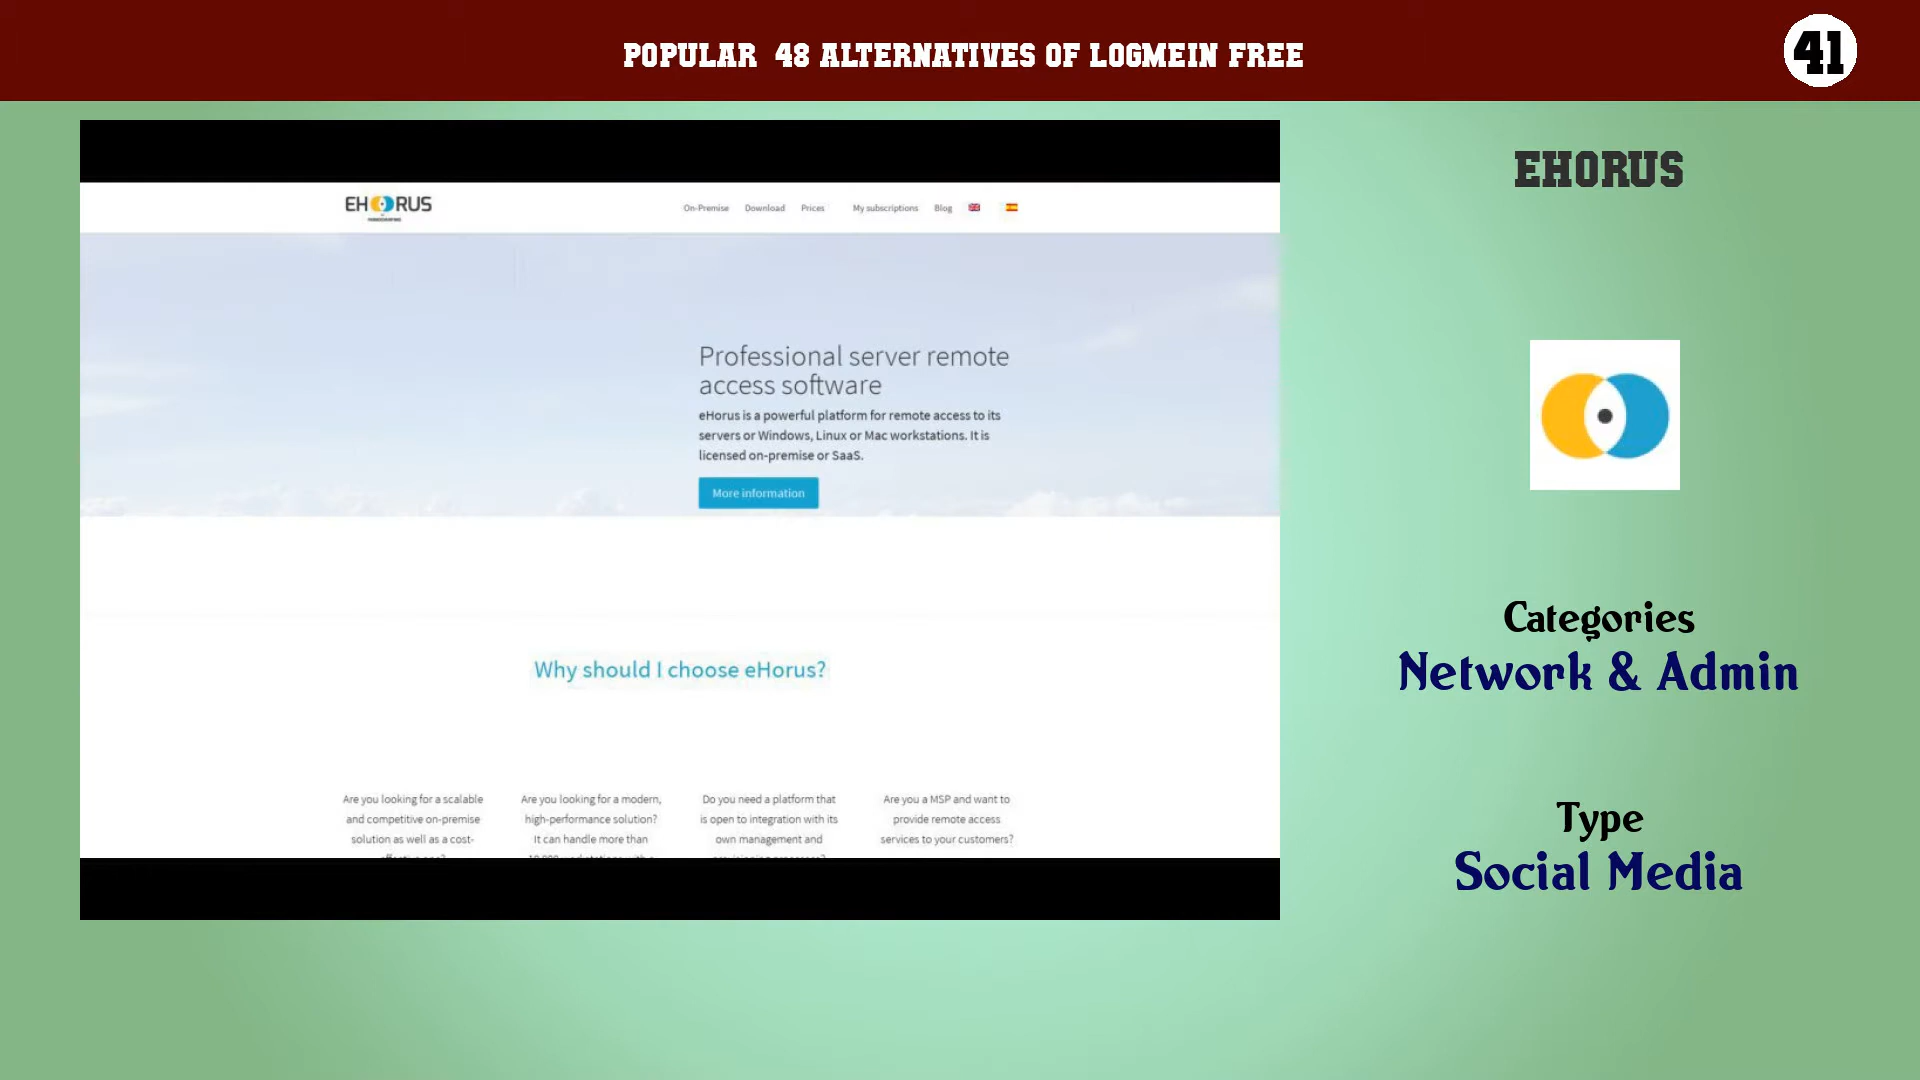 POPULAR 48 ALTERNATIVES OF LOGMEIN FREE
41
EHORUS
EHORUS
On-Premise Download Prices My subscriptions Blog
Professional server remote
access software
eHorus is a powerful platform for remote access to its
servers or Windows, Linux or Mac workstations. It is
licensed on-premise or SaaS.
More information
Why should I choose eHorus?
Are you looking for a scalable
and competitive on-premise
solution as well as a cost-
Are you looking for a modern,
high-performance solution?
It can handle more than
Do you need a platform that
is open to integration with its
own management and
Are you a MSP and want to
provide remote access
services to your customers?
Categories
Network & Admin
Type
Social Media